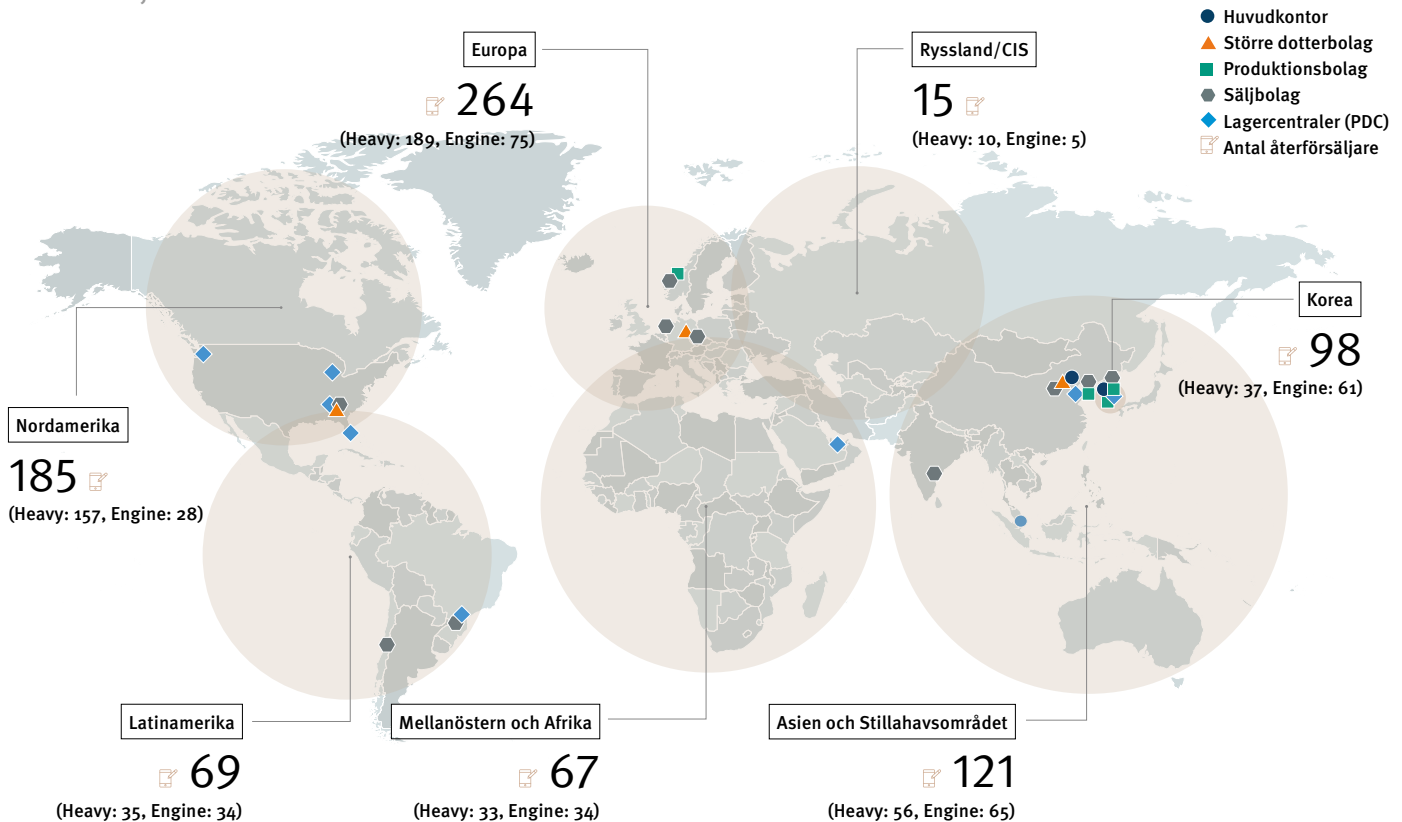 Huvudkontor
Större dotterbolag
Produktionsbolag
Säljbolag
Lagercentraler (PDC)
Antal återförsäljare
Europa
264
(Heavy: 189, Engine: 75)
Ryssland/CIS
15
(Heavy: 10, Engine: 5)
Korea
98
(Heavy: 37, Engine: 61)
Nordamerika
185
(Heavy: 157, Engine: 28)
Latinamerika
69
(Heavy: 35, Engine: 34)
Mellanöstern och Afrika
67
(Heavy: 33, Engine: 34)
Asien och Stillahavsområdet
121
(Heavy: 56, Engine: 65)